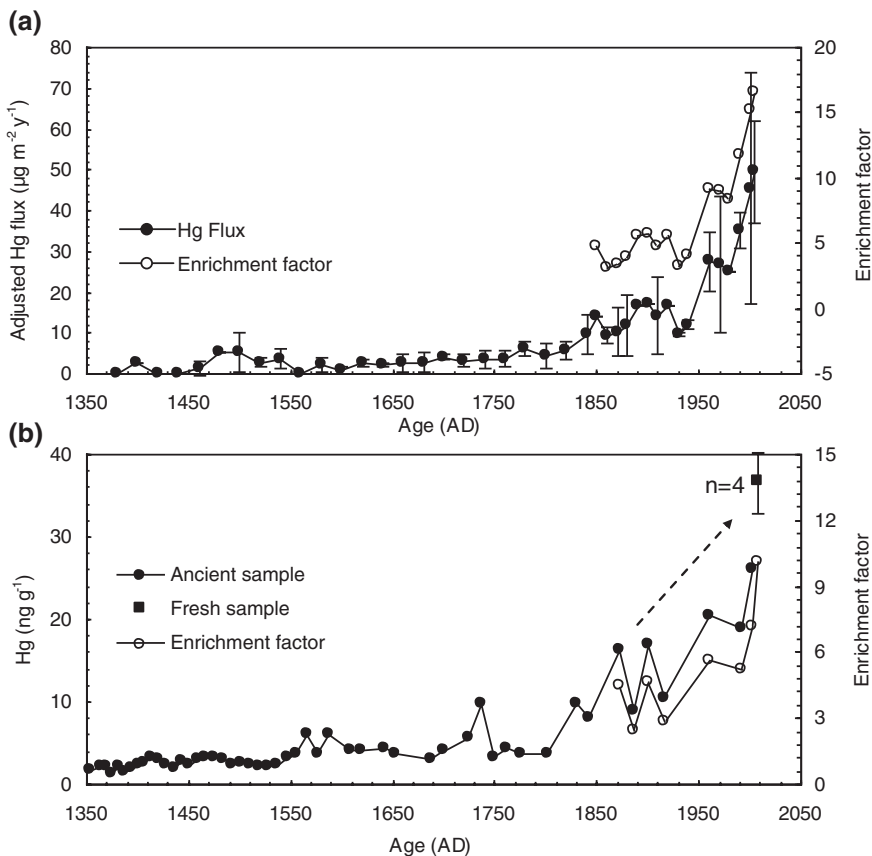 (a)
80
70
60
50
40
30
20
10
0
Adjusted Hg flux (µg m⁻² y⁻¹)
20
15
10
5
0
-5
Enrichment factor
Hg Flux
Enrichment factor
1350 1450 1550 1650 1750 1850 1950 2050
Age (AD)
(b)
40
30
20
10
0
Hg (ng g⁻¹)
15
12
9
6
3
0
Enrichment factor
n=4
Ancient sample
Fresh sample
Enrichment factor
1350 1450 1550 1650 1750 1850 1950 2050
Age (AD)